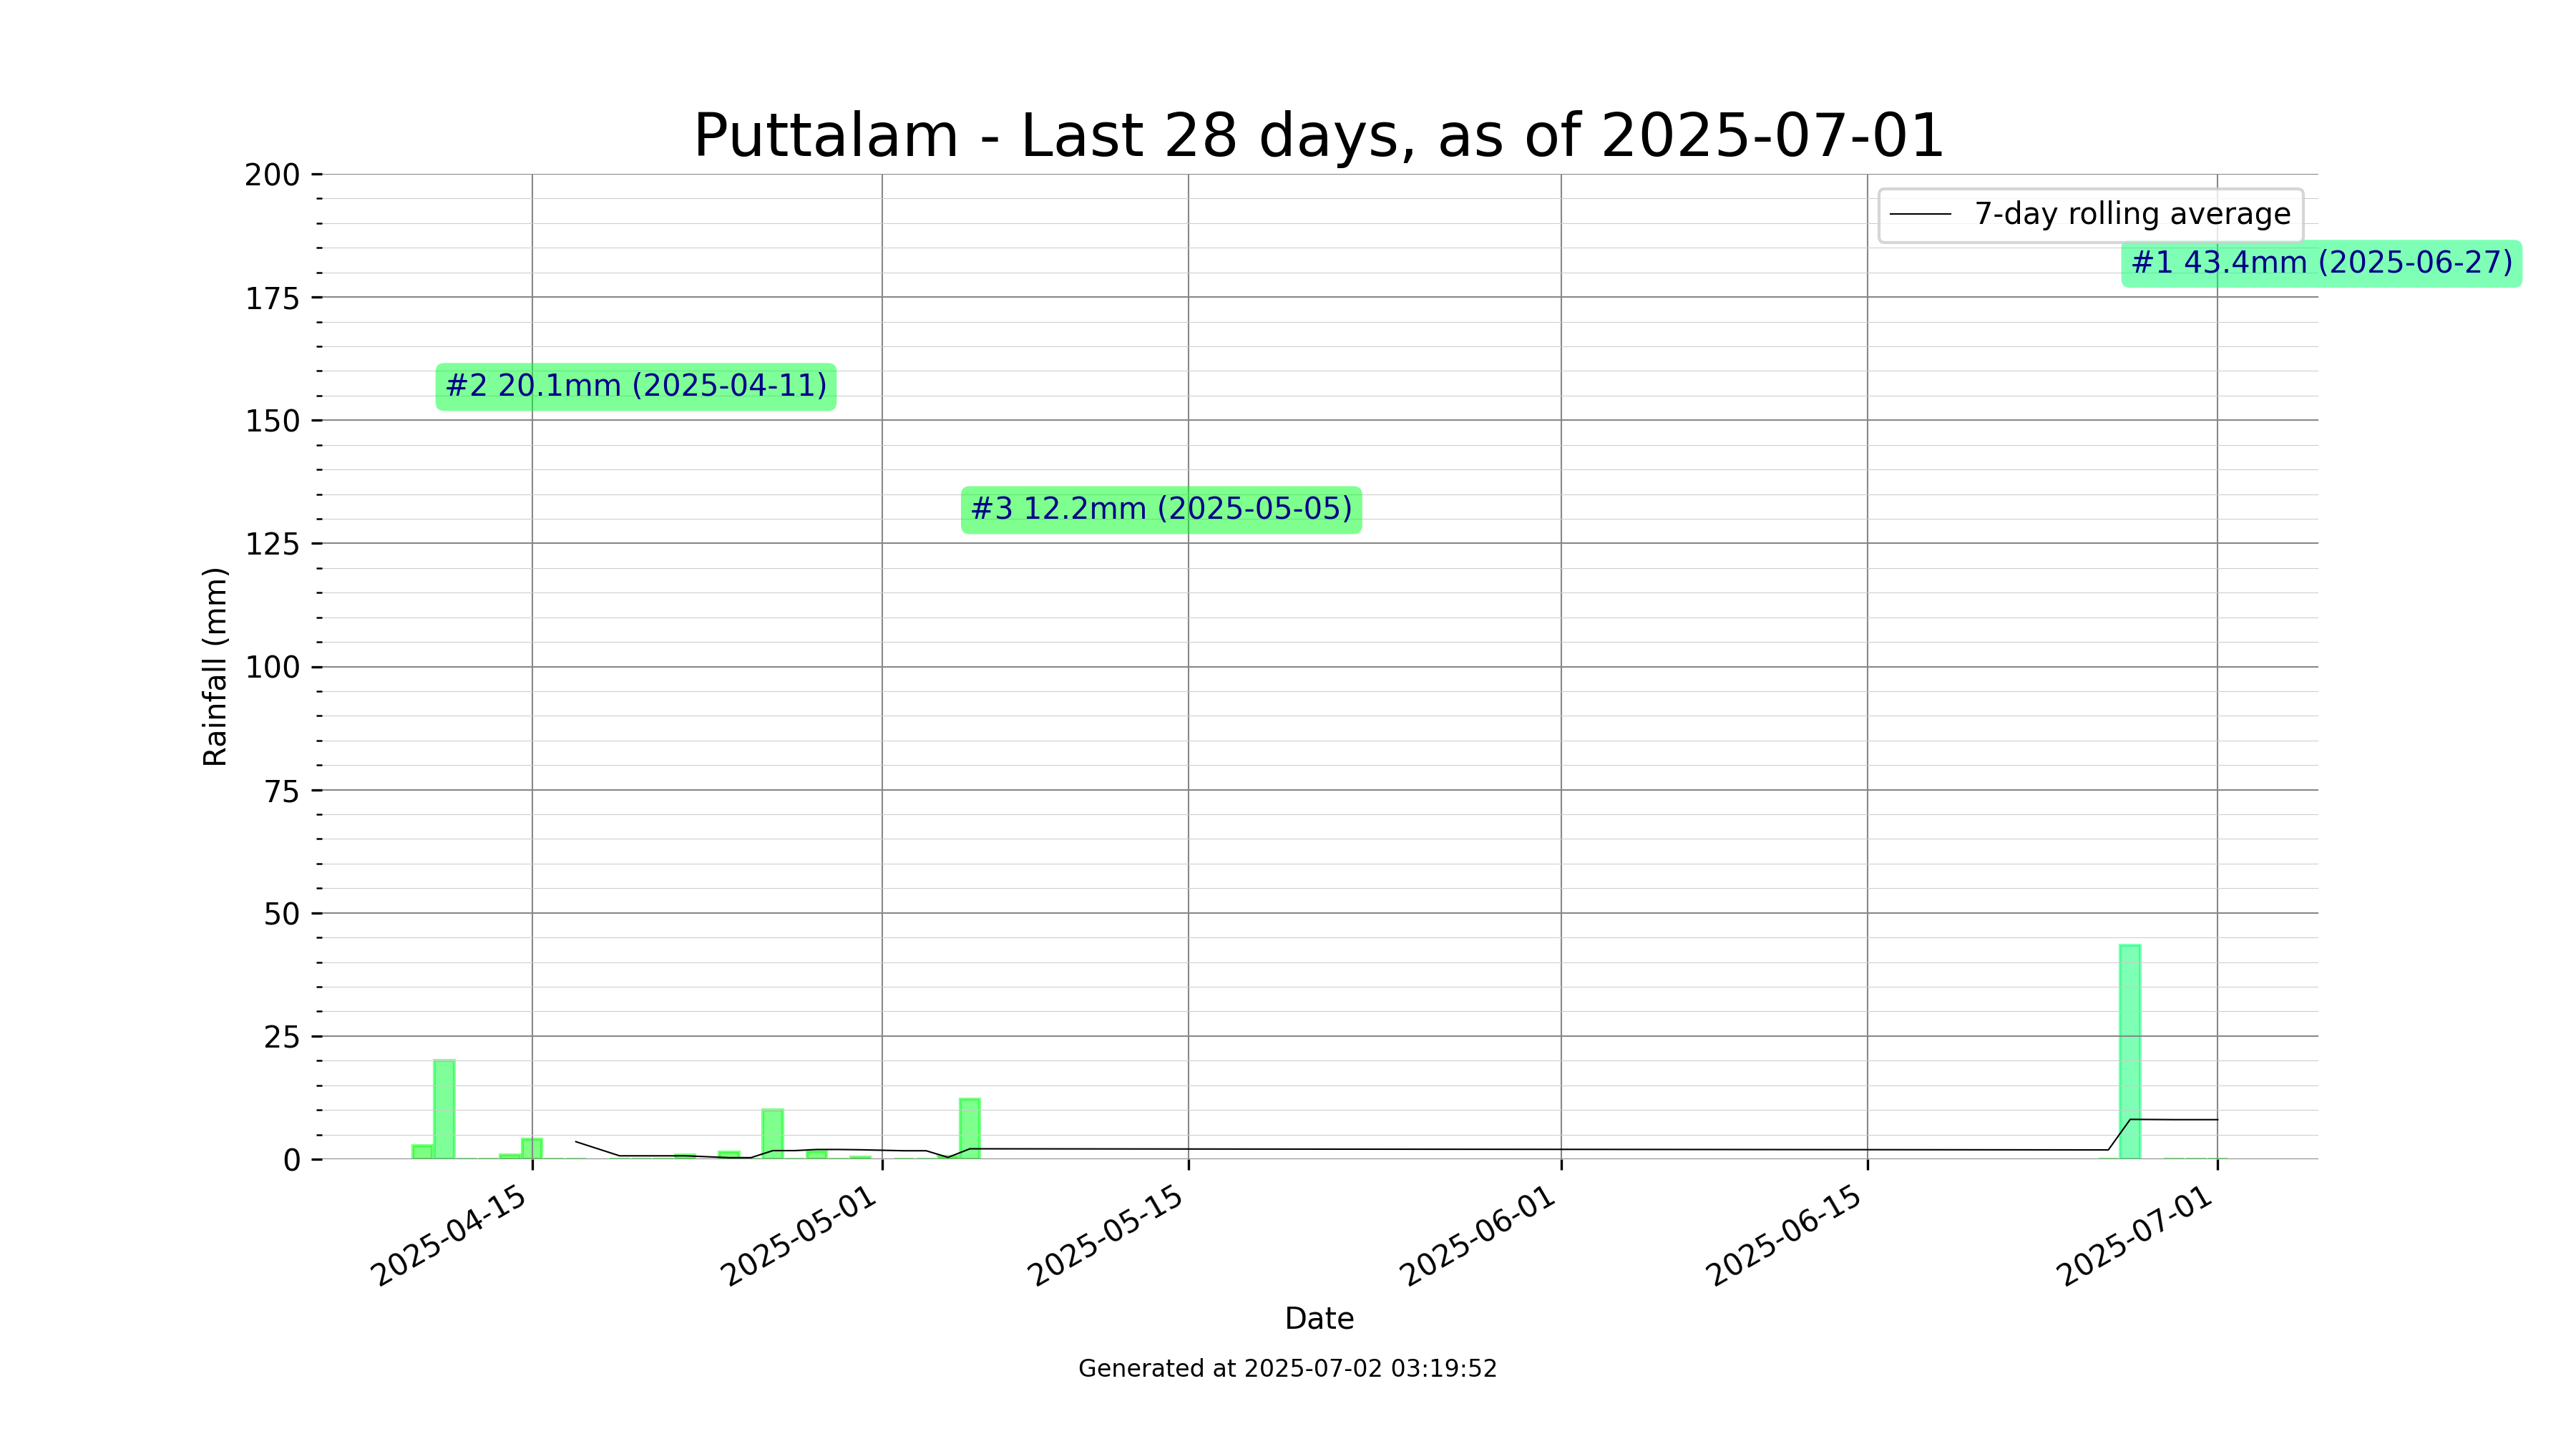 Puttalam - Last 28 days, as of 2025-07-01
200
175
150
125
100
75
50
25
0
Rainfall (mm)
7-day rolling average
#1 43.4mm (2025-06-27)
#2 20.1mm (2025-04-11)
#3 12.2mm (2025-05-05)
2025-04-15
2025-05-01
2025-05-15
2025-06-01
2025-06-15
2025-07-01
Date
Generated at 2025-07-02 03:19:52